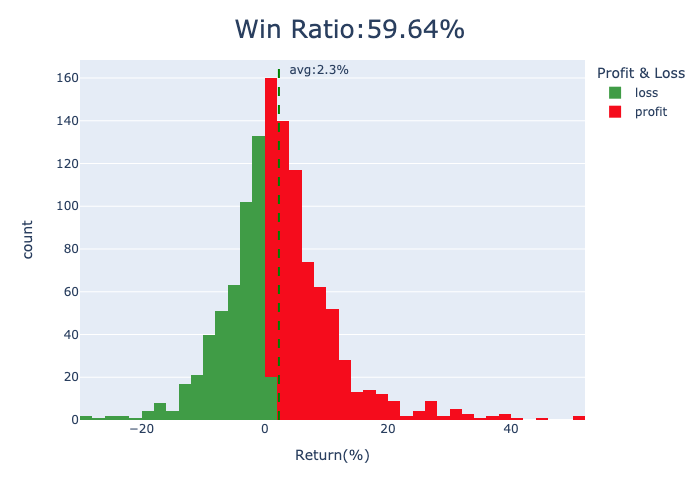 Win Ratio:59.64%
avg:2.3%
Profit & Loss
loss
profit
count
160
140
120
100
80
60
40
20
0
−20
0
20
40
Return(%)